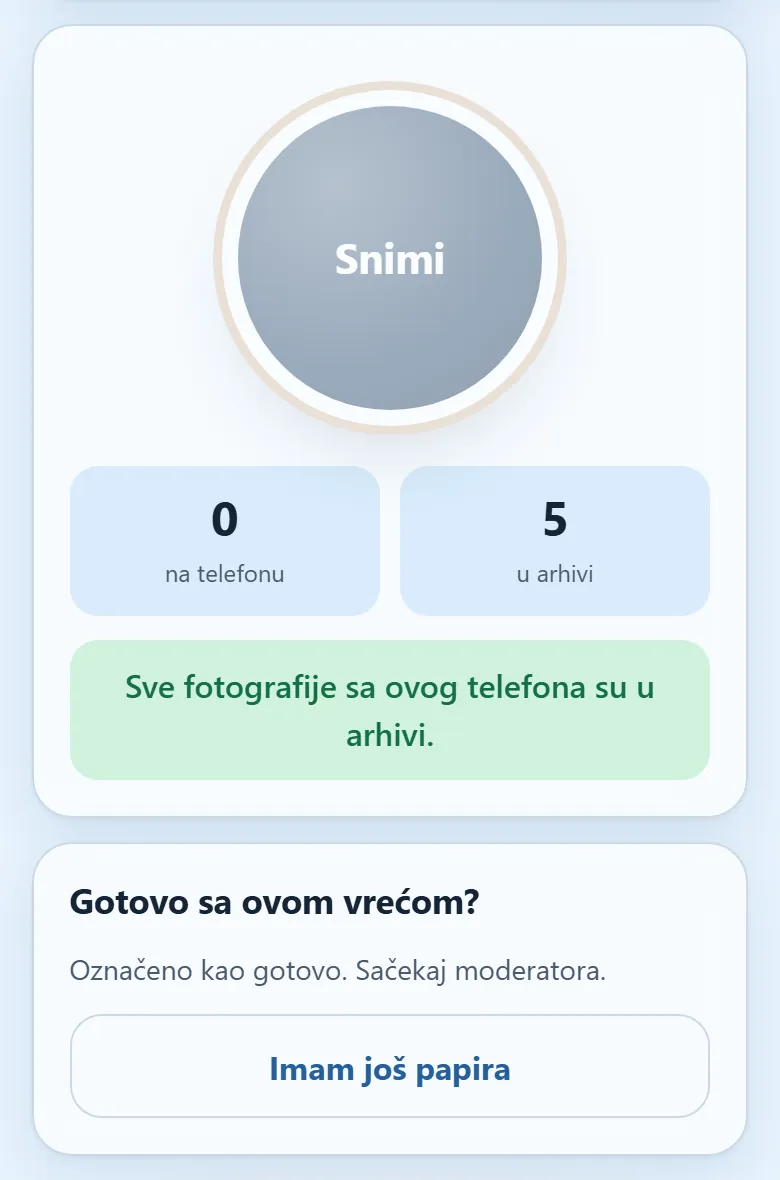 Snimi
0
na telefonu
5
u arhivi
Sve fotografije sa ovog telefona su u
arhivi.
Gotovo sa ovom vrećom?
Označeno kao gotovo. Sačekaj moderatora.
Imam još papira